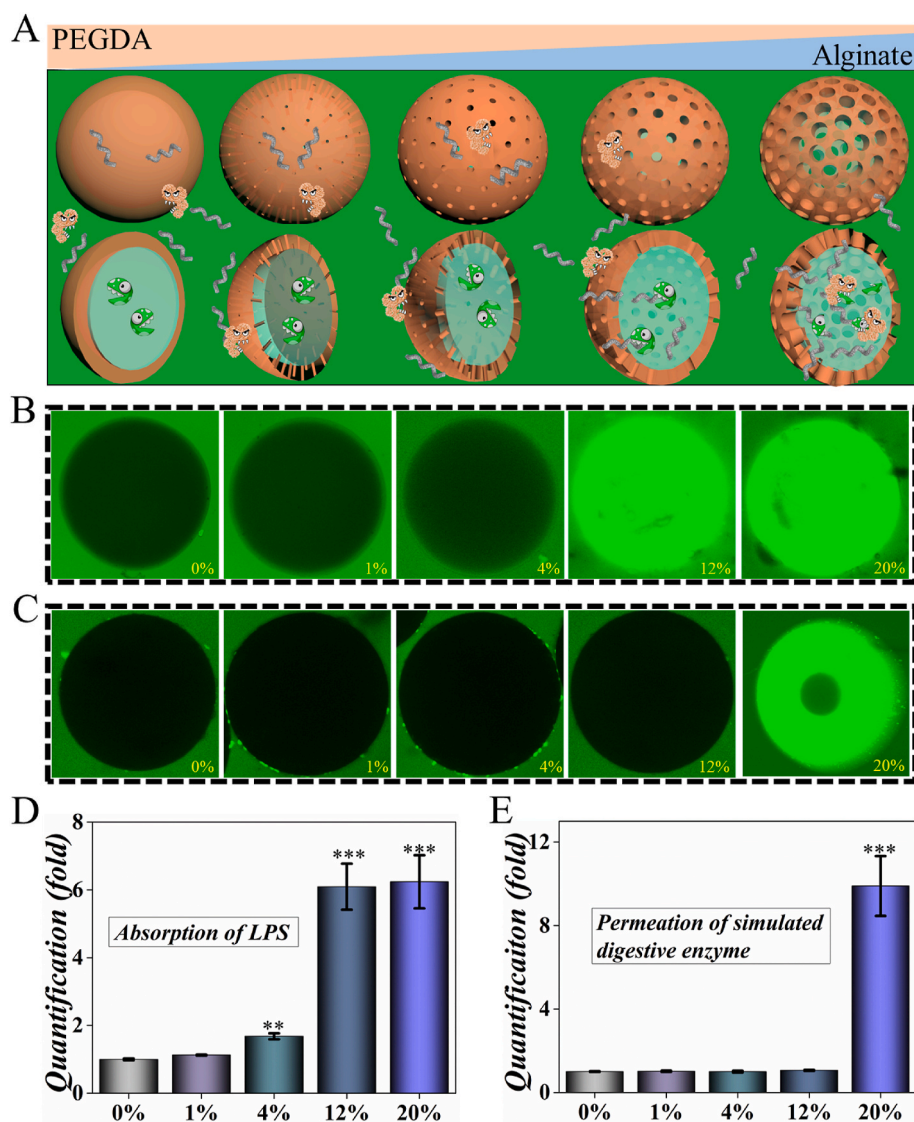 A
PEGDA
Alginate
B
0%
1%
4%
12%
20%
C
0%
1%
4%
12%
20%
D
Quantification (fold)
8
6
4
2
0
Absorption of LPS
**
***
***
0%
1%
4%
12%
20%
E
Quantificaiton (fold)
12
8
4
0
Permeation of simulated
digestive enzyme
***
0%
1%
4%
12%
20%